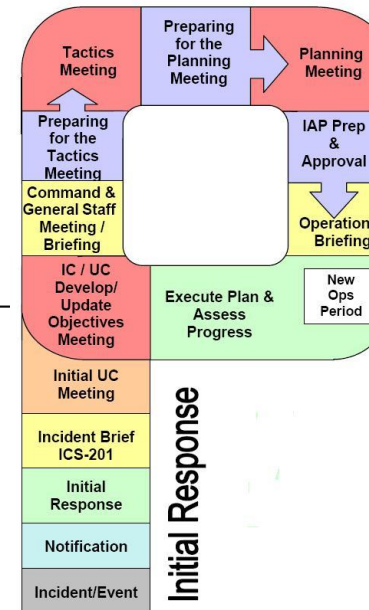 Tactics
Meeting
Preparing
for the
Planning
Meeting
Planning
Meeting
Preparing
for the
Tactics
Meeting
IAP Prep
&
Approval
Command &
General Staff
Meeting /
Briefing
Operation
Briefing
IC / UC
Develop/
Update
Objectives
Meeting
Execute Plan &
Assess
Progress
New
Ops
Period
Initial UC
Meeting
Incident Brief
ICS-201
Initial
Response
Notification
Incident/Event
Initial Response